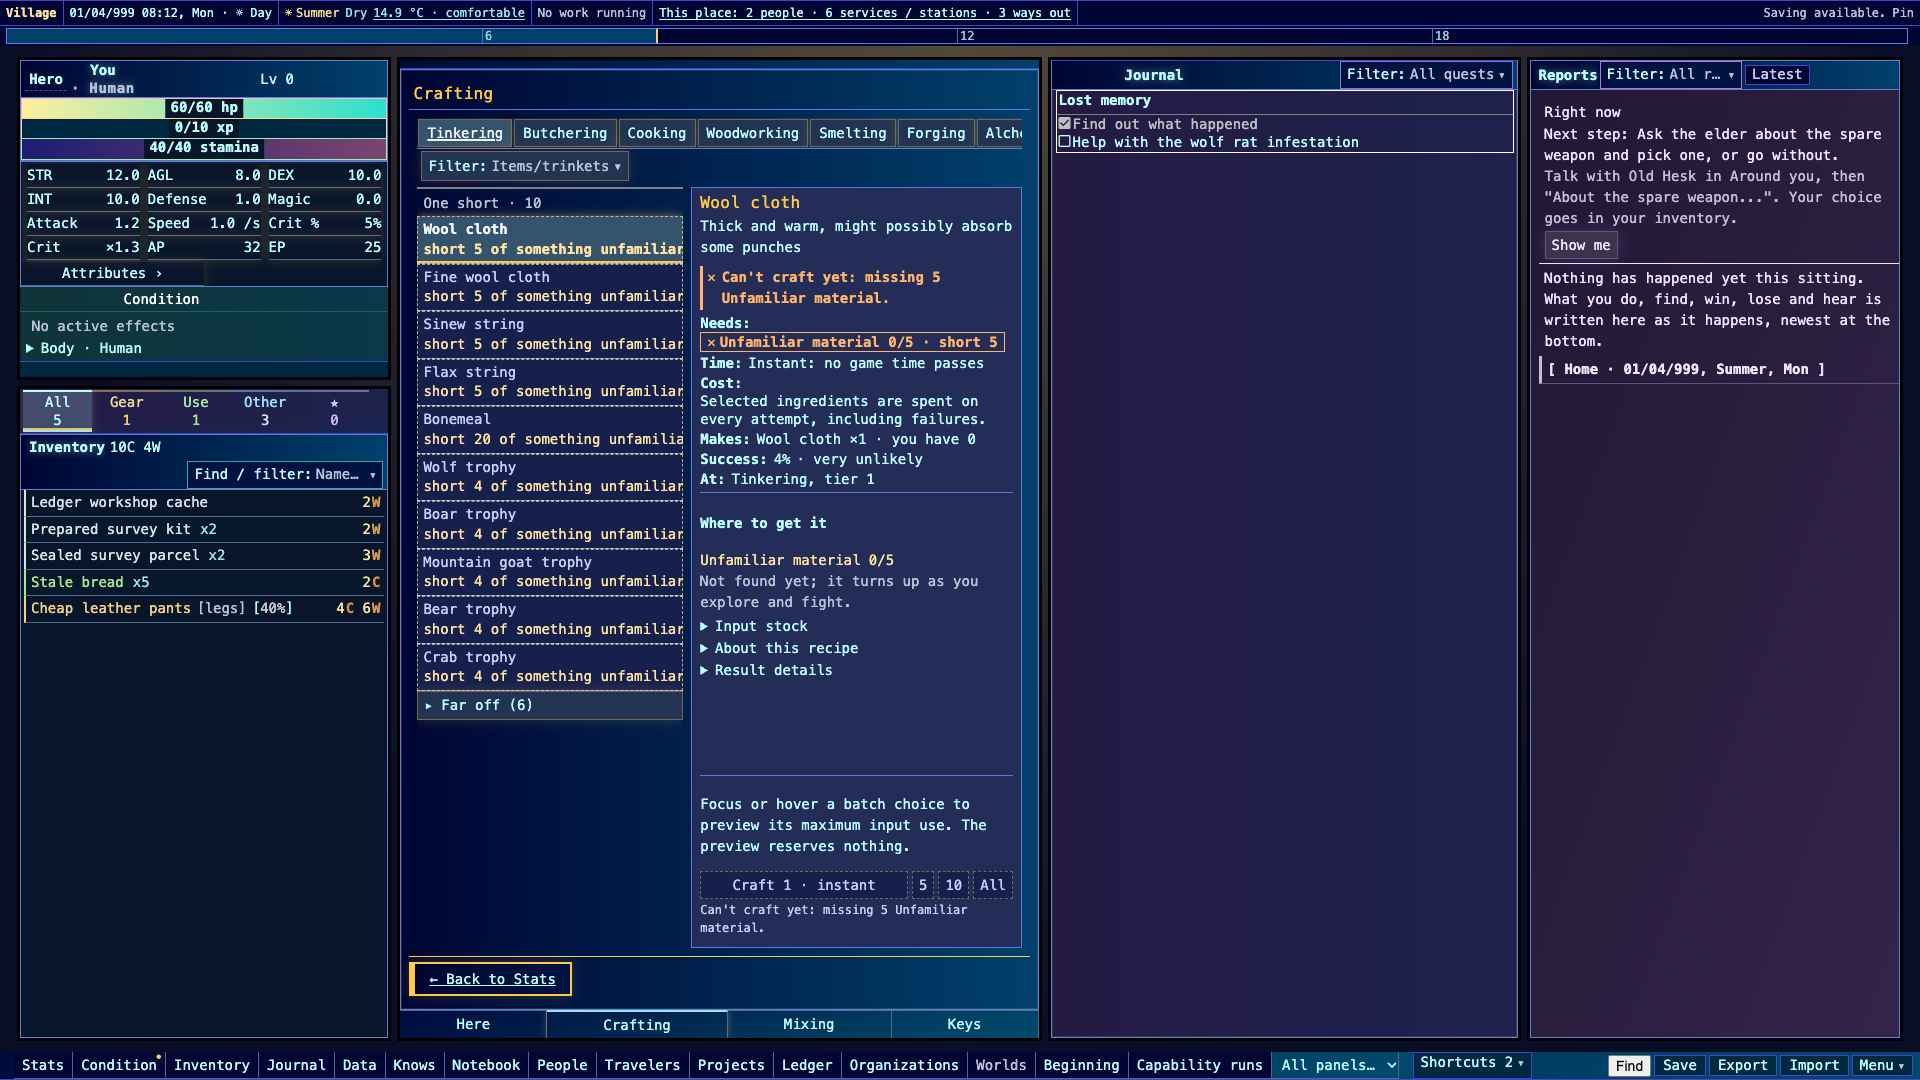 Village
01/04/999 08:12, Mon · ☀ Day
☀ Summer Dry 14.9 °C · comfortable
No work running
This place: 2 people · 6 services / stations · 3 ways out
Saving available. Pin
6 12 18
Hero · You Human Lv 0
60/60 hp
0/10 xp
40/40 stamina
STR 12.0 AGL 8.0 DEX 10.0
INT 10.0 Defense 1.0 Magic 0.0
Attack 1.2 Speed 1.0 /s Crit % 5%
Crit ×1.3 AP 32 EP 25
Attributes ›
Condition
No active effects
▶ Body · Human
All 5
Gear 1
Use 1
Other 3
★ 0
Inventory 10C 4W
Find / filter: Name… ▾
Ledger workshop cache 2W
Prepared survey kit x2 2W
Sealed survey parcel x2 3W
Stale bread x5 2C
Cheap leather pants [legs] [40%] 4C 6W
Crafting
Tinkering Butchering Cooking Woodworking Smelting Forging Alche
Filter: Items/trinkets ▾
One short · 10
Wool cloth
short 5 of something unfamiliar
Fine wool cloth
short 5 of something unfamiliar
Sinew string
short 5 of something unfamiliar
Flax string
short 5 of something unfamiliar
Bonemeal
short 20 of something unfamilia
Wolf trophy
short 4 of something unfamiliar
Boar trophy
short 4 of something unfamiliar
Mountain goat trophy
short 4 of something unfamiliar
Bear trophy
short 4 of something unfamiliar
Crab trophy
short 4 of something unfamiliar
▸ Far off (6)
Wool cloth
Thick and warm, might possibly absorb
some punches
× Can't craft yet: missing 5
Unfamiliar material.
Needs:
× Unfamiliar material 0/5 · short 5
Time: Instant: no game time passes
Cost:
Selected ingredients are spent on
every attempt, including failures.
Makes: Wool cloth ×1 · you have 0
Success: 4% · very unlikely
At: Tinkering, tier 1
Where to get it
Unfamiliar material 0/5
Not found yet; it turns up as you
explore and fight.
▶ Input stock
▶ About this recipe
▶ Result details
Focus or hover a batch choice to
preview its maximum input use. The
preview reserves nothing.
Craft 1 · instant 5 10 All
Can't craft yet: missing 5 Unfamiliar
material.
← Back to Stats
Here Crafting Mixing Keys
Journal
Filter: All quests ▾
Lost memory
Find out what happened
Help with the wolf rat infestation
Reports Filter: All r… ▾ Latest
Right now
Next step: Ask the elder about the spare
weapon and pick one, or go without.
Talk with Old Hesk in Around you, then
"About the spare weapon...". Your choice
goes in your inventory.
Show me
Nothing has happened yet this sitting.
What you do, find, win, lose and hear is
written here as it happens, newest at the
bottom.
[ Home · 01/04/999, Summer, Mon ]
Stats Condition Inventory Journal Data Knows Notebook People Travelers Projects Ledger Organizations Worlds Beginning Capability runs All panels… Shortcuts 2 ▾ Find Save Export Import Menu ▾